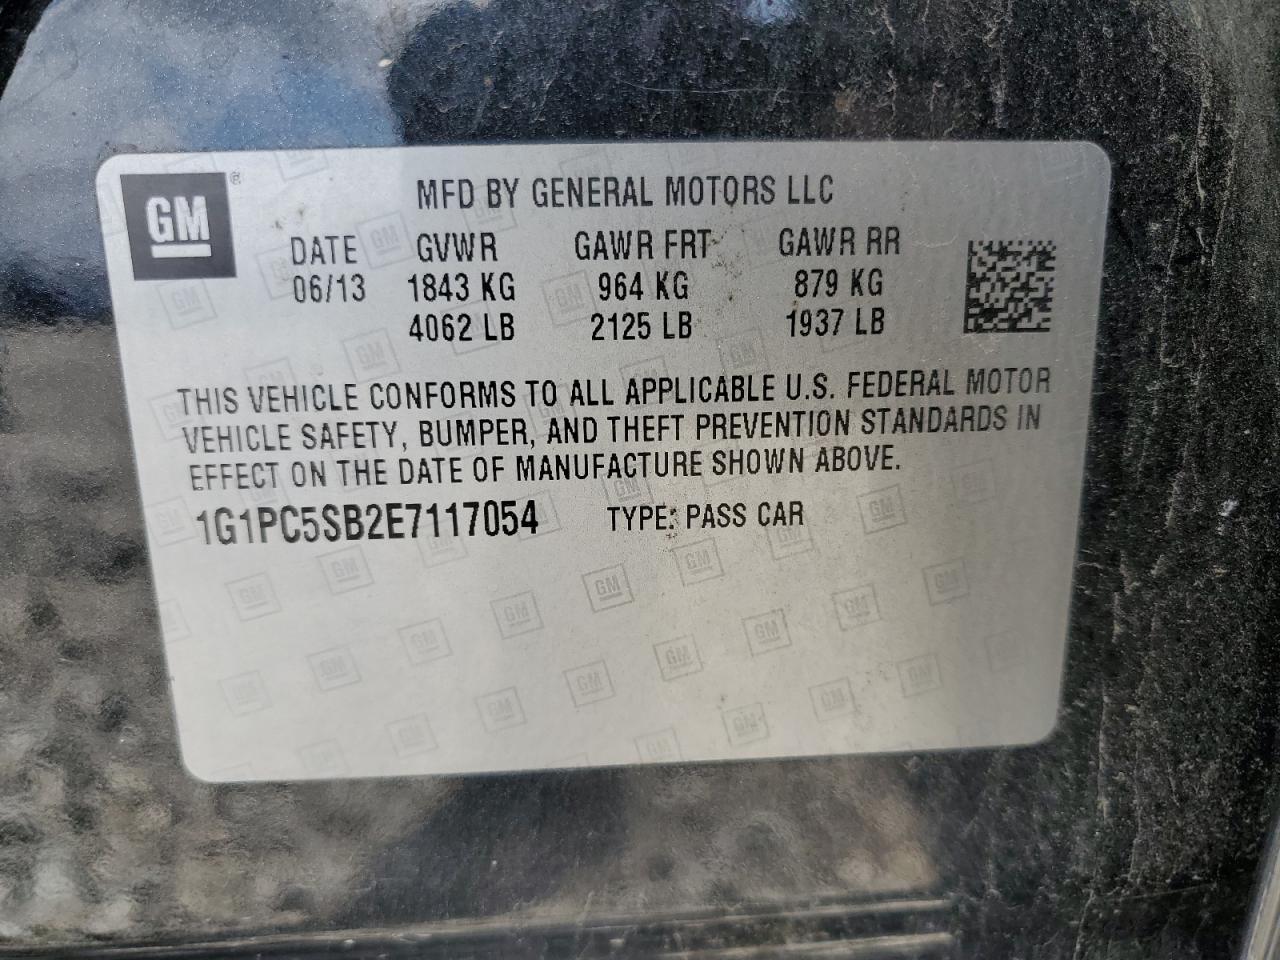 GM ®
MFD BY GENERAL MOTORS LLC
DATE GVWR GAWR FRT GAWR RR
06/13 1843 KG 964 KG 879 KG
4062 LB 2125 LB 1937 LB
THIS VEHICLE CONFORMS TO ALL APPLICABLE U.S. FEDERAL MOTOR
VEHICLE SAFETY, BUMPER, AND THEFT PREVENTION STANDARDS IN
EFFECT ON THE DATE OF MANUFACTURE SHOWN ABOVE.
1G1PC5SB2E7117054 TYPE: PASS CAR